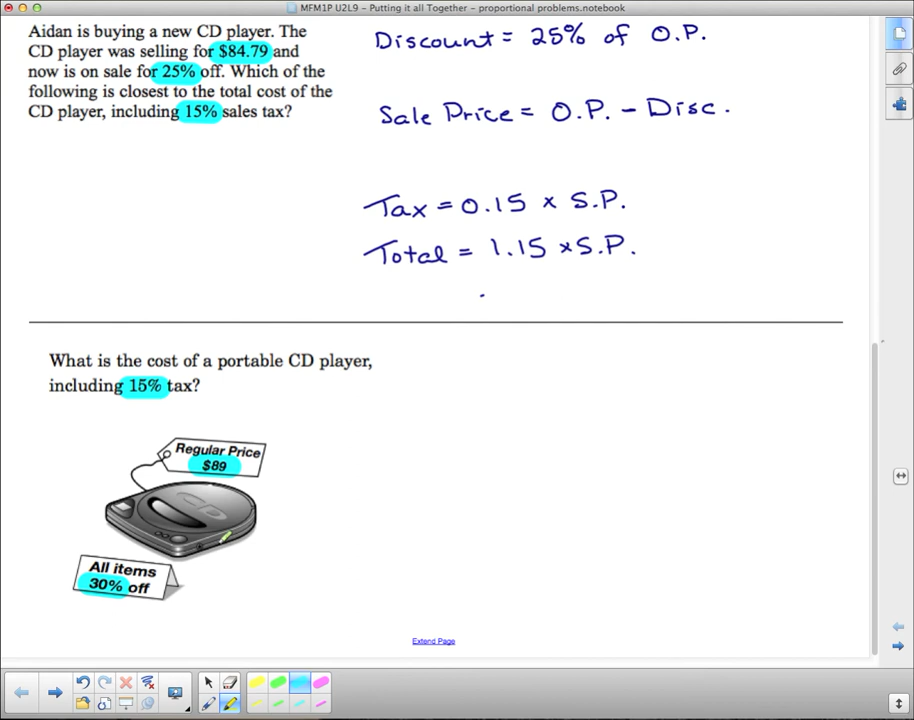 MFM1P U2L9 - Putting it all Together - proportional problems.notebook
Aidan is buying a new CD player. The
CD player was selling for $84.79 and
now is on sale for 25% off. Which of the
following is closest to the total cost of the
CD player, including 15% sales tax?
Discount = 25% of O.P.
Sale Price = O.P. - Disc.
Tax = 0.15 x S.P.
Total = 1.15 x S.P.
What is the cost of a portable CD player,
including 15% tax?
Regular Price
$89
All items
30% off
Extend Page